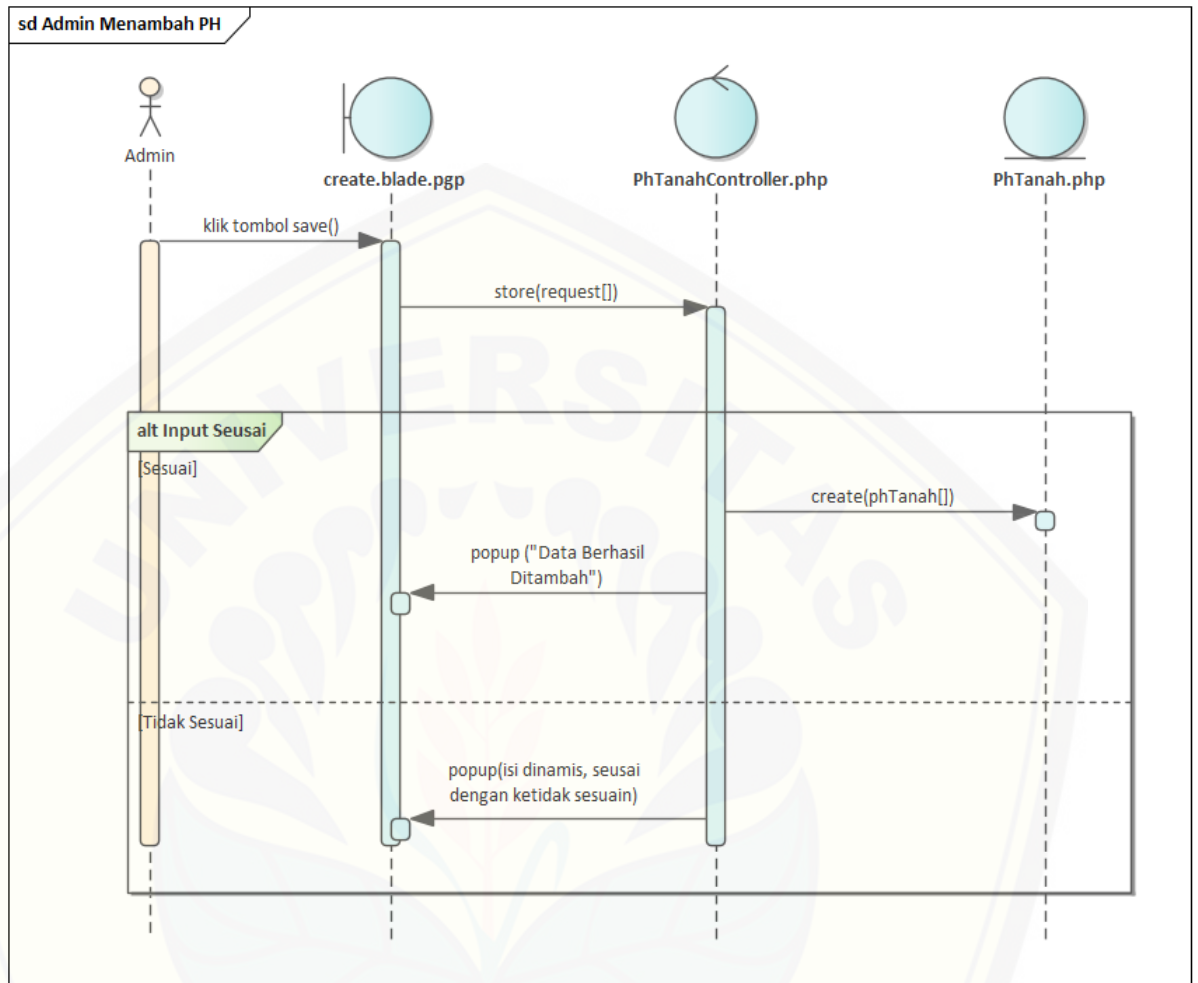 sd Admin Menambah PH
Admin
create.blade.pgp
PhTanahController.php
PhTanah.php
klik tombol save()
store(request[])
alt Input Seusai
[Sesuai]
create(phTanah[])
popup ("Data Berhasil
Ditambah")
[Tidak Sesuai]
popup(isi dinamis, seusai
dengan ketidak sesuain)
UNIVERSITAS